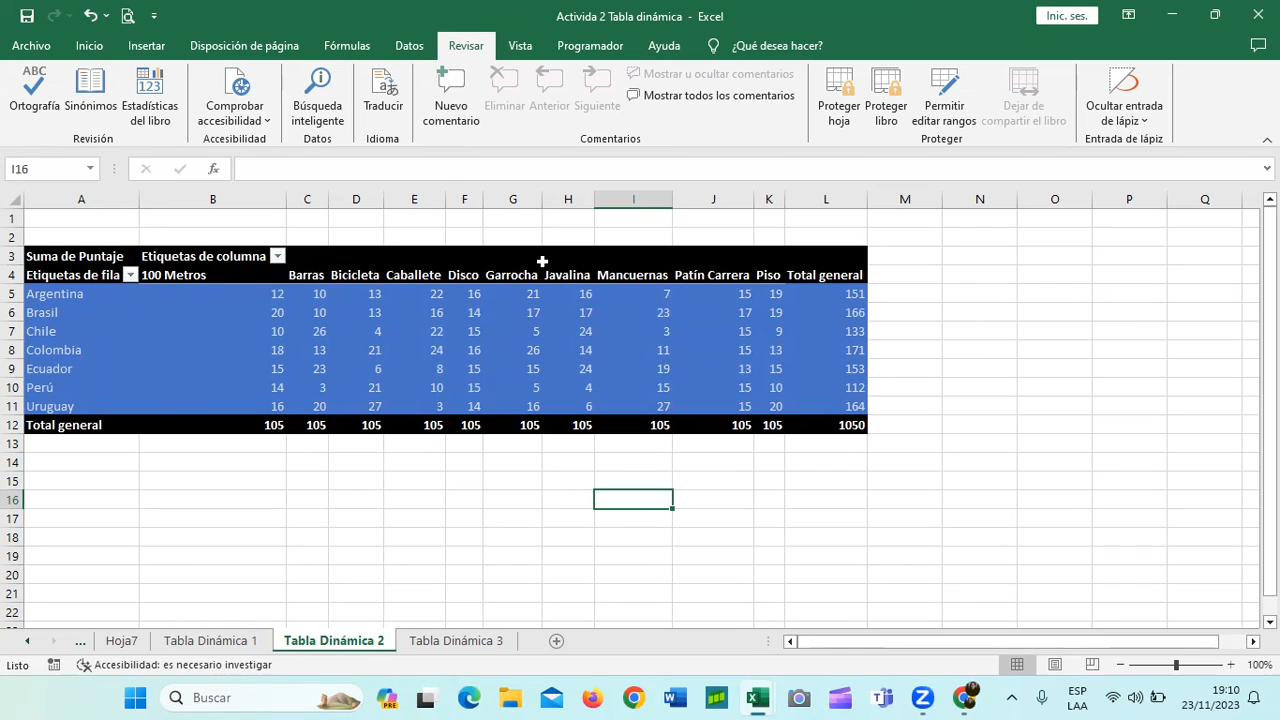 Activida 2 Tabla dinámica - Excel
Inic. ses.
Archivo Inicio Insertar Disposición de página Fórmulas Datos Revisar Vista Programador Ayuda ¿Qué desea hacer?
ABC
Ortografía
Sinónimos
123
Estadísticas del libro
Revisión
Comprobar accesibilidad
Accesibilidad
Búsqueda inteligente
Datos
Traducir
Idioma
Nuevo comentario
Eliminar Anterior Siguiente
Mostrar u ocultar comentarios
Mostrar todos los comentarios
Comentarios
Proteger hoja
Proteger libro
Permitir editar rangos
Dejar de compartir el libro
Proteger
Ocultar entrada de lápiz
Entrada de lápiz
I16 fx
A B C D E F G H I J K L M N O P Q
1
2
3 Suma de Puntaje Etiquetas de columna
4 Etiquetas de fila 100 Metros Barras Bicicleta Caballete Disco Garrocha Javalina Mancuernas Patín Carrera Piso Total general
5 Argentina 12 10 13 22 16 21 16 7 15 19 151
6 Brasil 20 10 13 16 14 17 17 23 17 19 166
7 Chile 10 26 4 22 15 5 24 3 15 9 133
8 Colombia 18 13 21 24 16 26 14 11 15 13 171
9 Ecuador 15 23 6 8 15 15 24 19 13 15 153
10 Perú 14 3 21 10 15 5 4 15 15 10 112
11 Uruguay 16 20 27 3 14 16 6 27 15 20 164
12 Total general 105 105 105 105 105 105 105 105 105 105 1050
13
14
15
16
17
18
19
20
21
22
... Hoja7 Tabla Dinámica 1 Tabla Dinámica 2 Tabla Dinámica 3
Listo Accesibilidad: es necesario investigar 100%
Buscar
PRE
ESP
LAA
19:10
23/11/2023